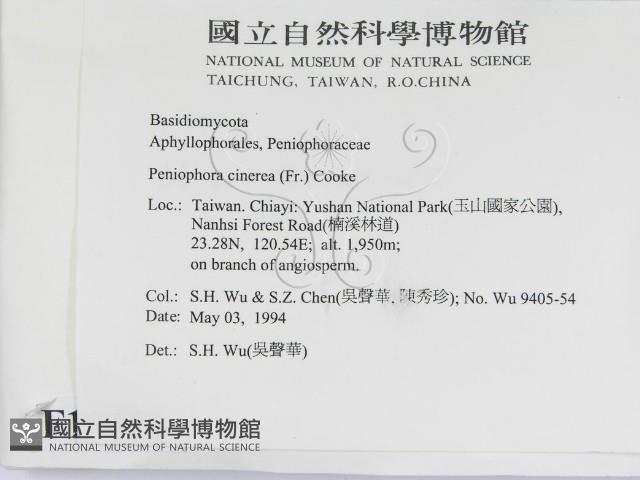 國立自然科學博物館
NATIONAL MUSEUM OF NATURAL SCIENCE
TAICHUNG, TAIWAN, R.O.CHINA
Basidiomycota
Aphyllophorales, Peniophoraceae
Peniophora cinerea (Fr.) Cooke
Loc.: Taiwan. Chiayi: Yushan National Park(玉山國家公園),
Nanhsi Forest Road(楠溪林道)
23.28N, 120.54E; alt. 1,950m;
on branch of angiosperm.
Col.: S.H. Wu & S.Z. Chen(吳聲華. 陳秀珍); No. Wu 9405-54
Date: May 03, 1994
Det.: S.H. Wu(吳聲華)
F1
國立自然科學博物館
NATIONAL MUSEUM OF NATURAL SCIENCE